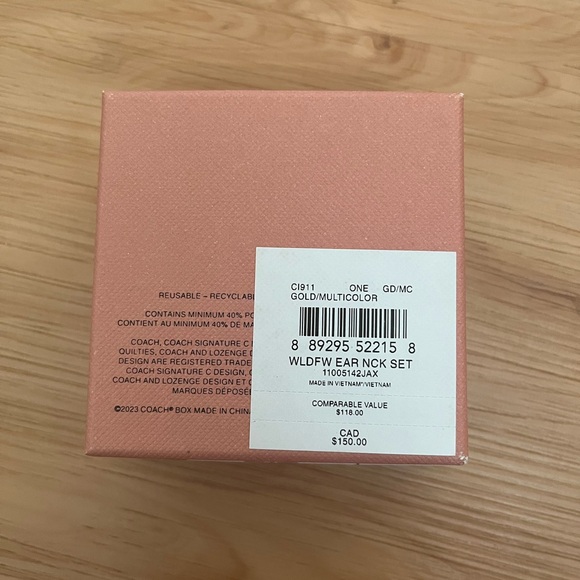 REUSABLE – RECYCLABLE
CONTAINS MINIMUM 40% PO
CONTIENT AU MINIMUM 40% DE MA
COACH, COACH SIGNATURE C
QUILTIES, COACH AND LOZENGE D
DESIGN ARE REGISTERED TRADE
COACH SIGNATURE C DESIGN, C
COACH AND LOZENGE DESIGN ET C
MARQUES DÉPOSÉE
©2023 COACH® BOX MADE IN CHINA
CI911 ONE GD/MC
GOLD/MULTICOLOR
8 89295 52215 8
WLDFW EAR NCK SET
11005142JAX
MADE IN VIETNAM*/VIETNAM
COMPARABLE VALUE
$118.00
CAD
$150.00